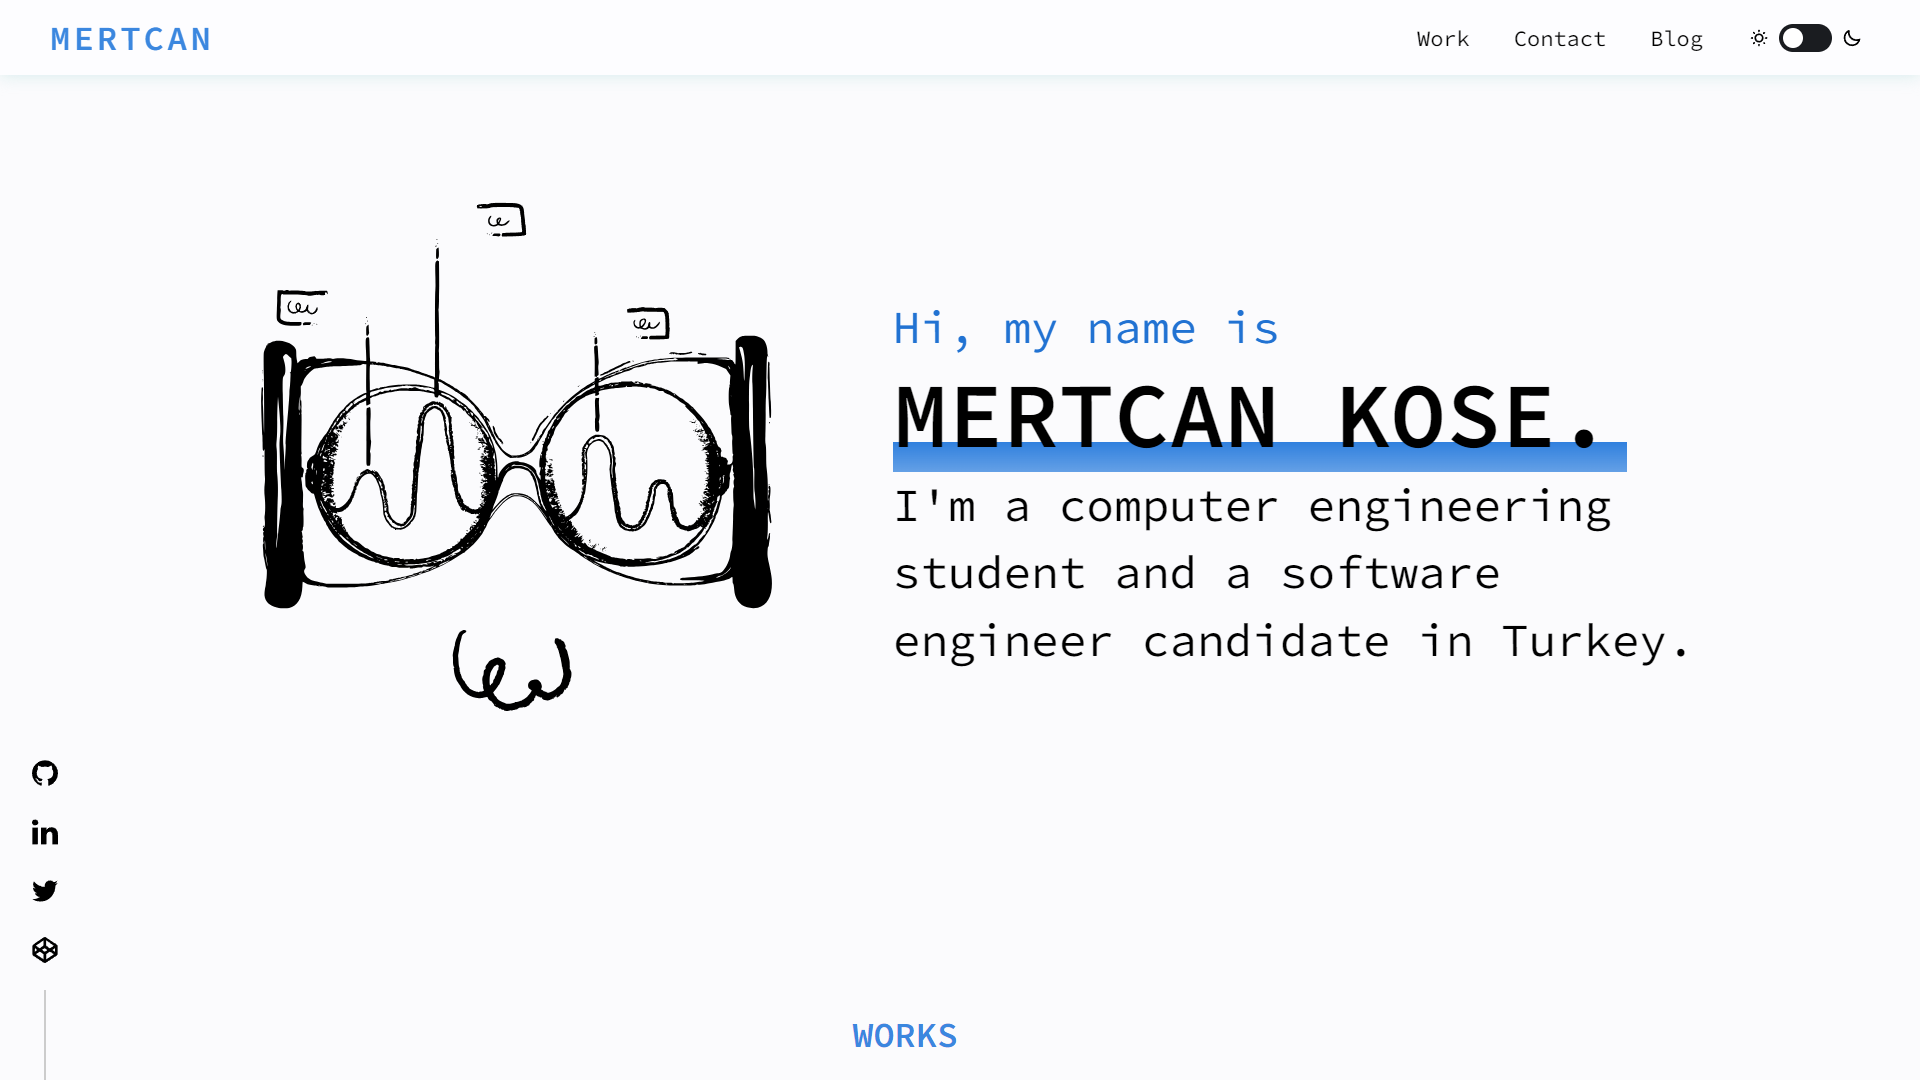 MERTCAN
Work
Contact
Blog
Hi, my name is
MERTCAN KOSE.
I'm a computer engineering
student and a software
engineer candidate in Turkey.
in
WORKS